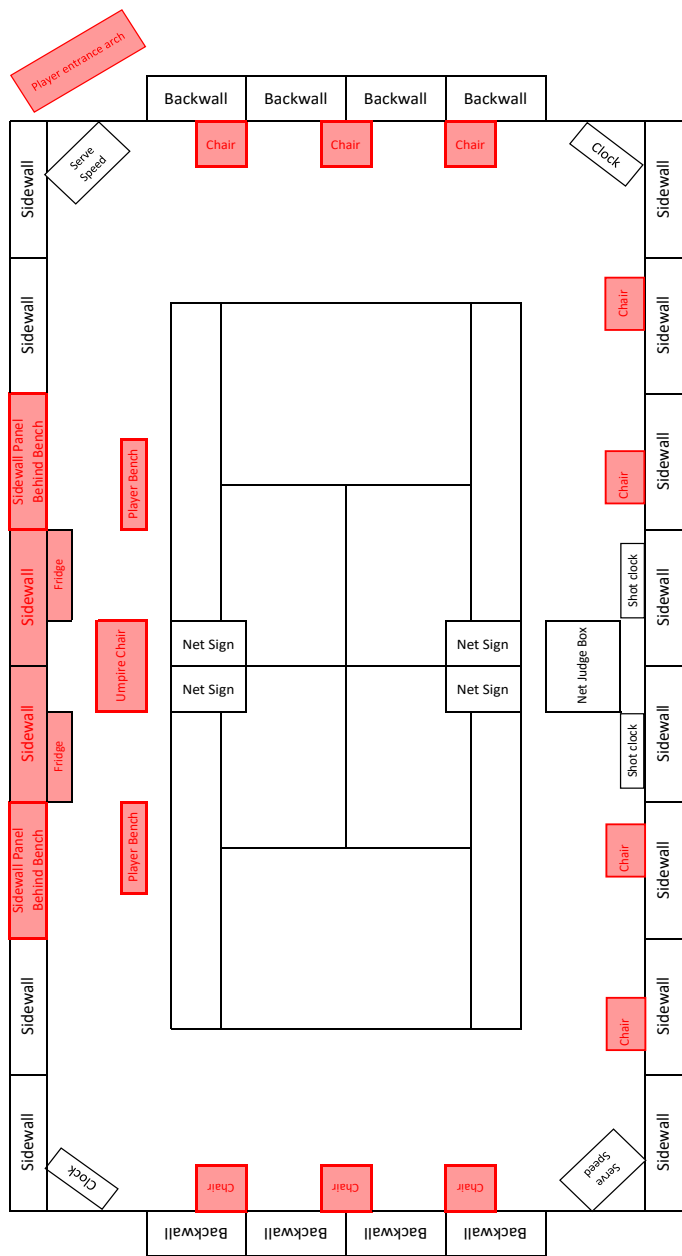 Player entrance arch
Backwall
Backwall
Backwall
Backwall
Sidewall
Serve
Speed
Chair
Chair
Chair
Clock
Sidewall
Sidewall
Chair
Sidewall
Sidewall Panel
Behind Bench
Player Bench
Chair
Sidewall
Sidewall
Fridge
Shot clock
Sidewall
Umpire Chair
Net Sign
Net Sign
Net Judge Box
Net Sign
Net Sign
Sidewall
Fridge
Shot clock
Sidewall
Sidewall Panel
Behind Bench
Player Bench
Chair
Sidewall
Sidewall
Chair
Sidewall
Sidewall
Clock
Chair
Chair
Chair
Serve
Speed
Sidewall
Backwall
Backwall
Backwall
Backwall